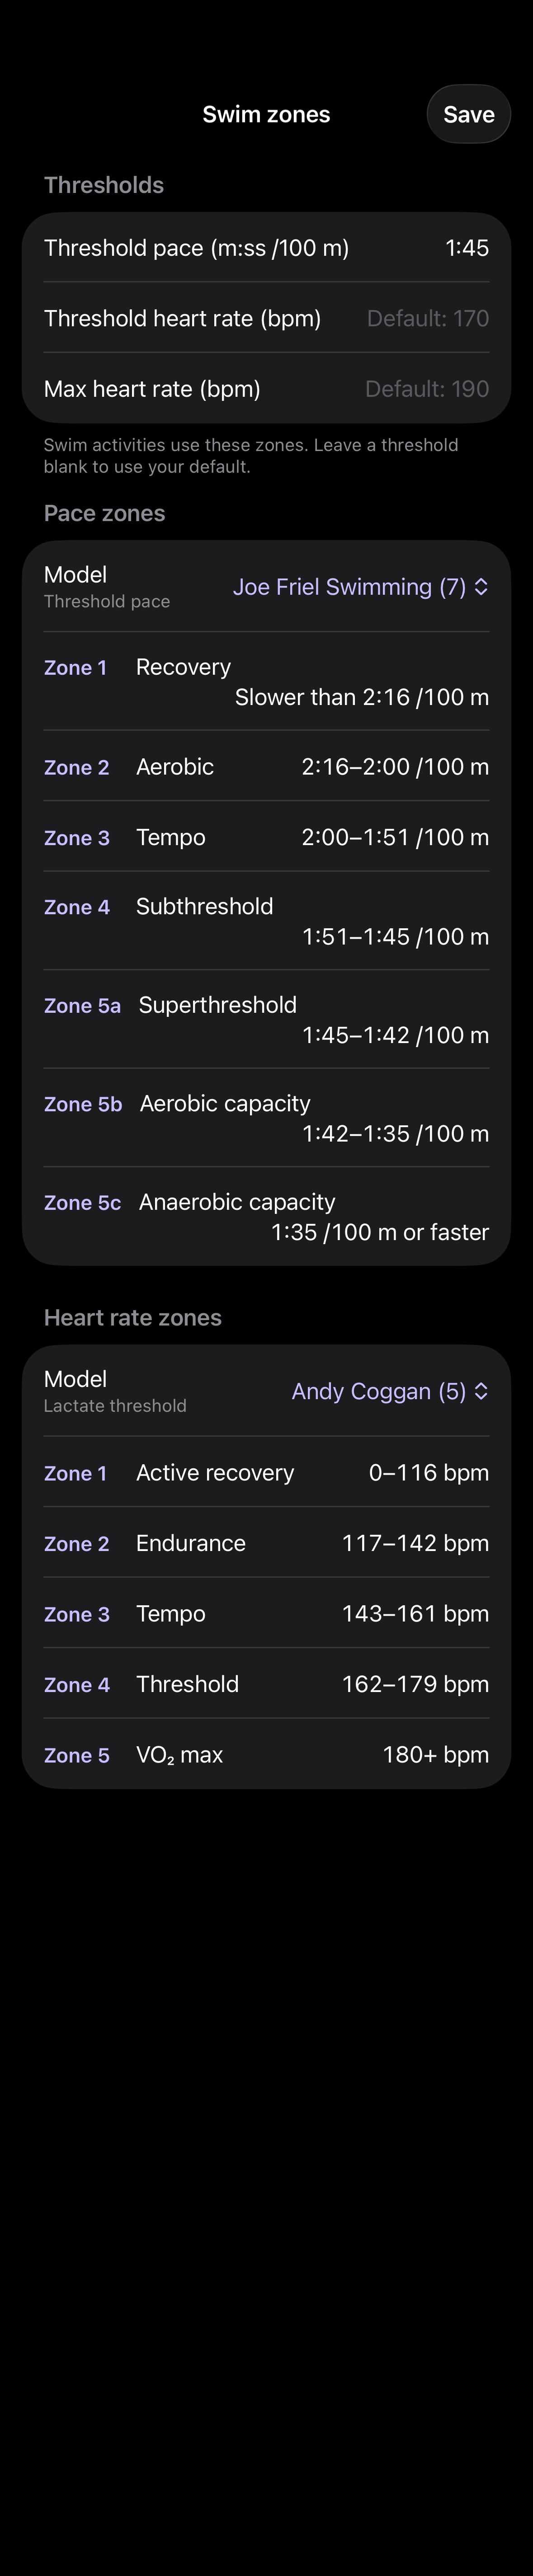 Swim zones
Save
Thresholds
Threshold pace (m:ss /100 m) 1:45
Threshold heart rate (bpm) Default: 170
Max heart rate (bpm) Default: 190
Swim activities use these zones. Leave a threshold
blank to use your default.
Pace zones
Model
Threshold pace
Joe Friel Swimming (7)
Zone 1 Recovery
Slower than 2:16 /100 m
Zone 2 Aerobic 2:16–2:00 /100 m
Zone 3 Tempo 2:00–1:51 /100 m
Zone 4 Subthreshold
1:51–1:45 /100 m
Zone 5a Superthreshold
1:45–1:42 /100 m
Zone 5b Aerobic capacity
1:42–1:35 /100 m
Zone 5c Anaerobic capacity
1:35 /100 m or faster
Heart rate zones
Model
Lactate threshold
Andy Coggan (5)
Zone 1 Active recovery 0–116 bpm
Zone 2 Endurance 117–142 bpm
Zone 3 Tempo 143–161 bpm
Zone 4 Threshold 162–179 bpm
Zone 5 VO₂ max 180+ bpm